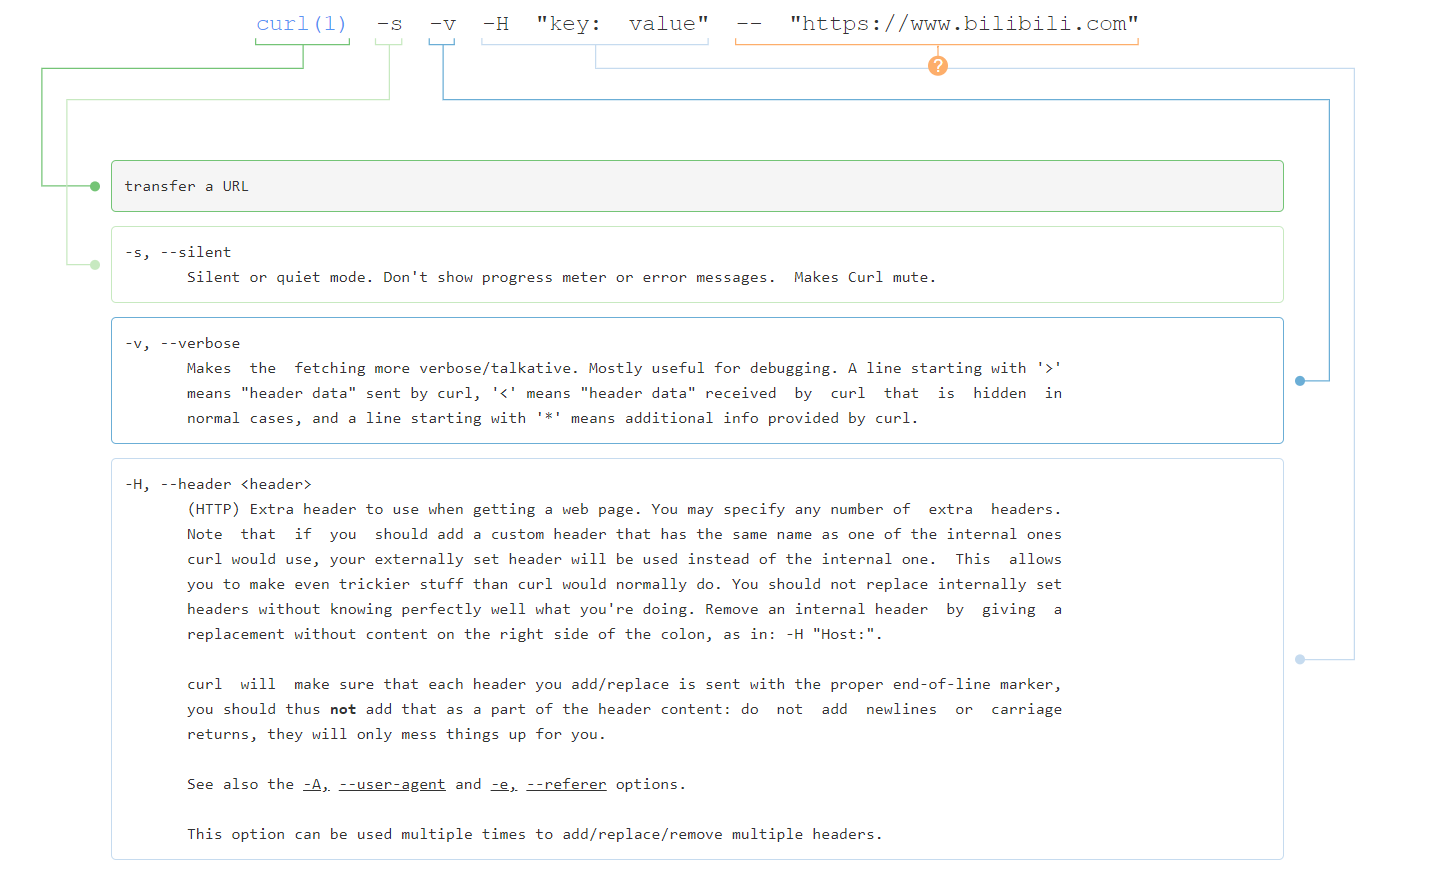 curl(1) -s -v -H "key: value" -- "https://www.bilibili.com"
?
transfer a URL
-s, --silent
Silent or quiet mode. Don't show progress meter or error messages. Makes Curl mute.
-v, --verbose
Makes the fetching more verbose/talkative. Mostly useful for debugging. A line starting with '>'
means "header data" sent by curl, '<' means "header data" received by curl that is hidden in
normal cases, and a line starting with '*' means additional info provided by curl.
-H, --header <header>
(HTTP) Extra header to use when getting a web page. You may specify any number of extra headers.
Note that if you should add a custom header that has the same name as one of the internal ones
curl would use, your externally set header will be used instead of the internal one. This allows
you to make even trickier stuff than curl would normally do. You should not replace internally set
headers without knowing perfectly well what you're doing. Remove an internal header by giving a
replacement without content on the right side of the colon, as in: -H "Host:".
curl will make sure that each header you add/replace is sent with the proper end-of-line marker,
you should thus not add that as a part of the header content: do not add newlines or carriage
returns, they will only mess things up for you.
See also the -A, --user-agent and -e, --referer options.
This option can be used multiple times to add/replace/remove multiple headers.